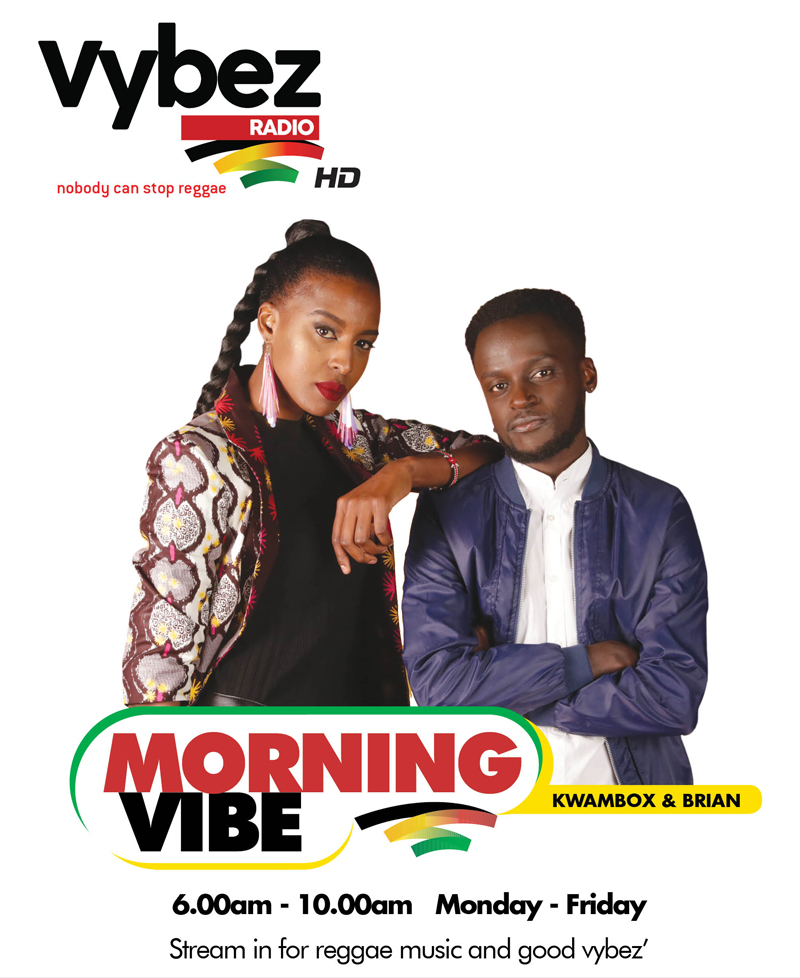 Vybez
RADIO
HD
nobody can stop reggae
MORNING
VIBE
KWAMBOX & BRIAN
6.00am - 10.00am Monday - Friday
Stream in for reggae music and good vybez'